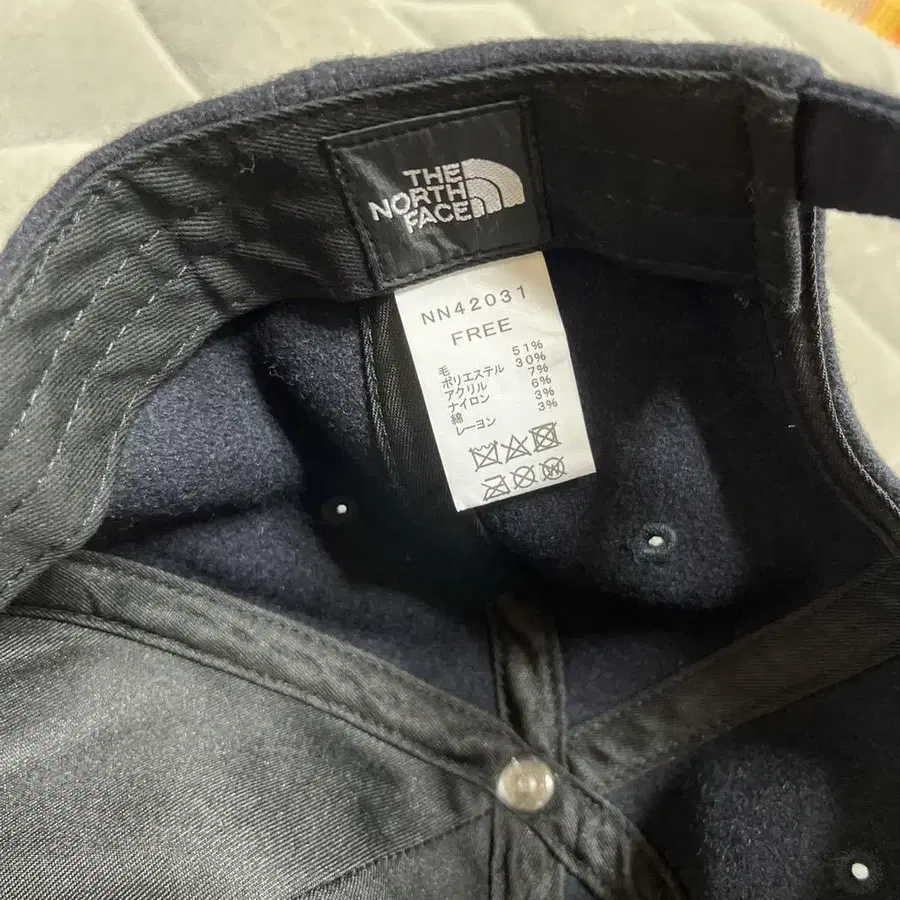 THE
NORTH
FACE
NN42031
FREE
毛 51%
ポリエステル 30%
アクリル 7%
ナイロン 6%
綿 3%
レーヨン 3%